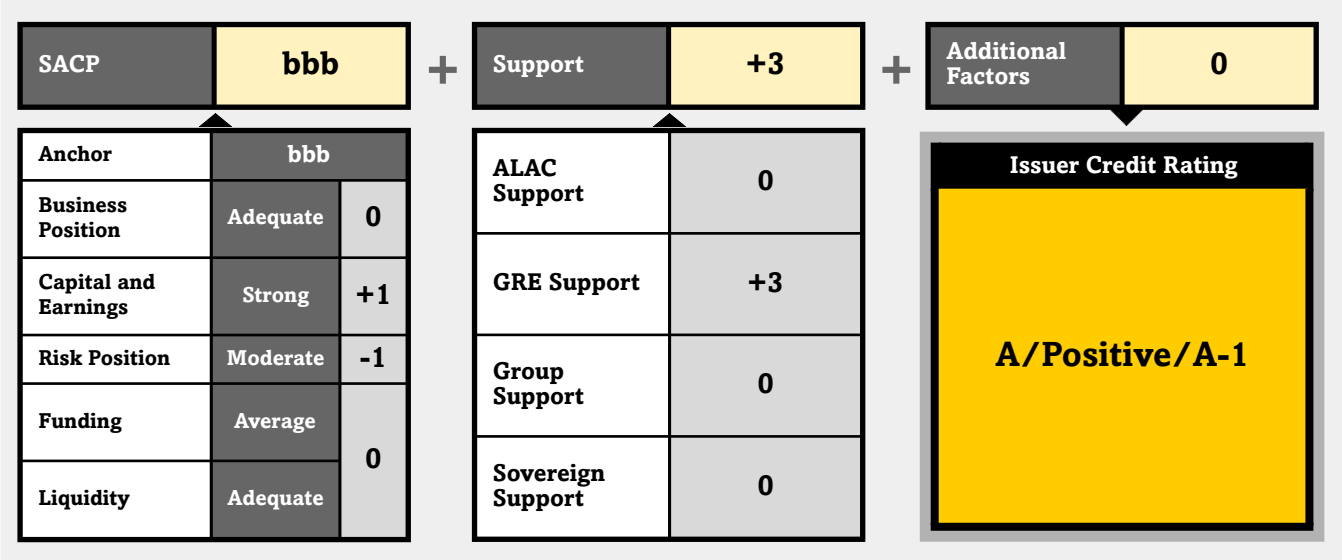 SACP bbb + Support +3 + Additional Factors 0
Anchor bbb
Business Position Adequate 0
Capital and Earnings Strong +1
Risk Position Moderate -1
Funding Average 0
Liquidity Adequate
ALAC Support 0
GRE Support +3
Group Support 0
Sovereign Support 0
Issuer Credit Rating
A/Positive/A-1